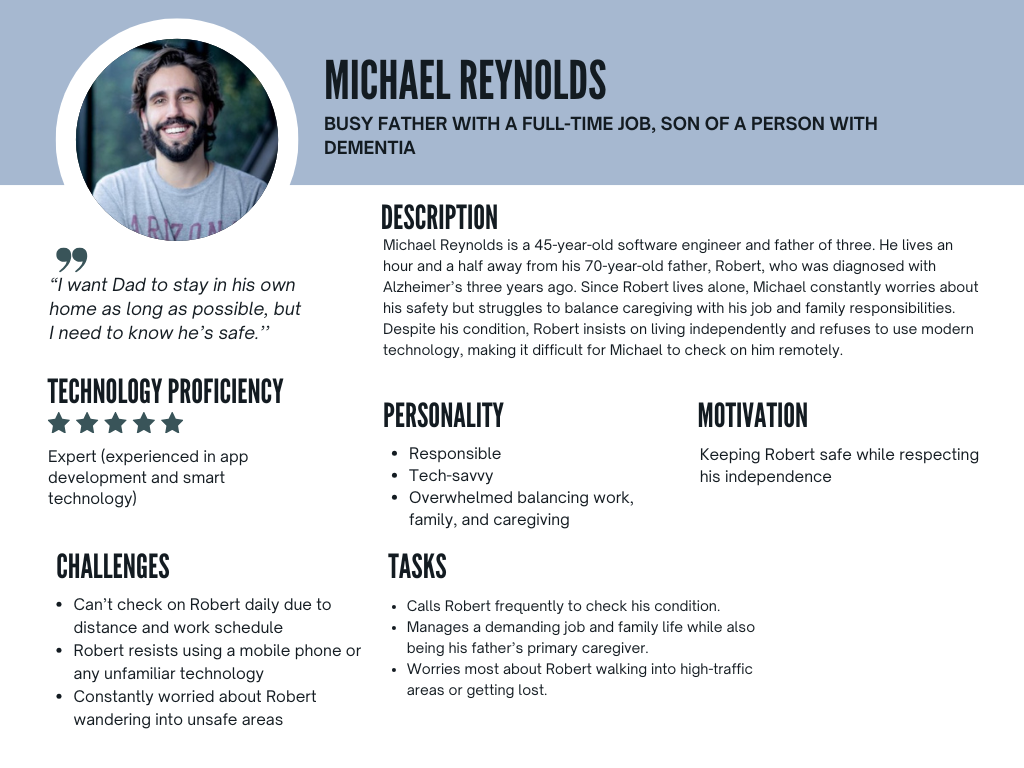 MICHAEL REYNOLDS
BUSY FATHER WITH A FULL-TIME JOB, SON OF A PERSON WITH
DEMENTIA
ARIZONA
”
“I want Dad to stay in his own
home as long as possible, but
I need to know he’s safe.’’
TECHNOLOGY PROFICIENCY
Expert (experienced in app
development and smart
technology)
DESCRIPTION
Michael Reynolds is a 45-year-old software engineer and father of three. He lives an
hour and a half away from his 70-year-old father, Robert, who was diagnosed with
Alzheimer’s three years ago. Since Robert lives alone, Michael constantly worries about
his safety but struggles to balance caregiving with his job and family responsibilities.
Despite his condition, Robert insists on living independently and refuses to use modern
technology, making it difficult for Michael to check on him remotely.
PERSONALITY
• Responsible
• Tech-savvy
• Overwhelmed balancing work,
family, and caregiving
MOTIVATION
Keeping Robert safe while respecting
his independence
CHALLENGES
• Can’t check on Robert daily due to
distance and work schedule
• Robert resists using a mobile phone or
any unfamiliar technology
• Constantly worried about Robert
wandering into unsafe areas
TASKS
• Calls Robert frequently to check his condition.
• Manages a demanding job and family life while also
being his father’s primary caregiver.
• Worries most about Robert walking into high-traffic
areas or getting lost.